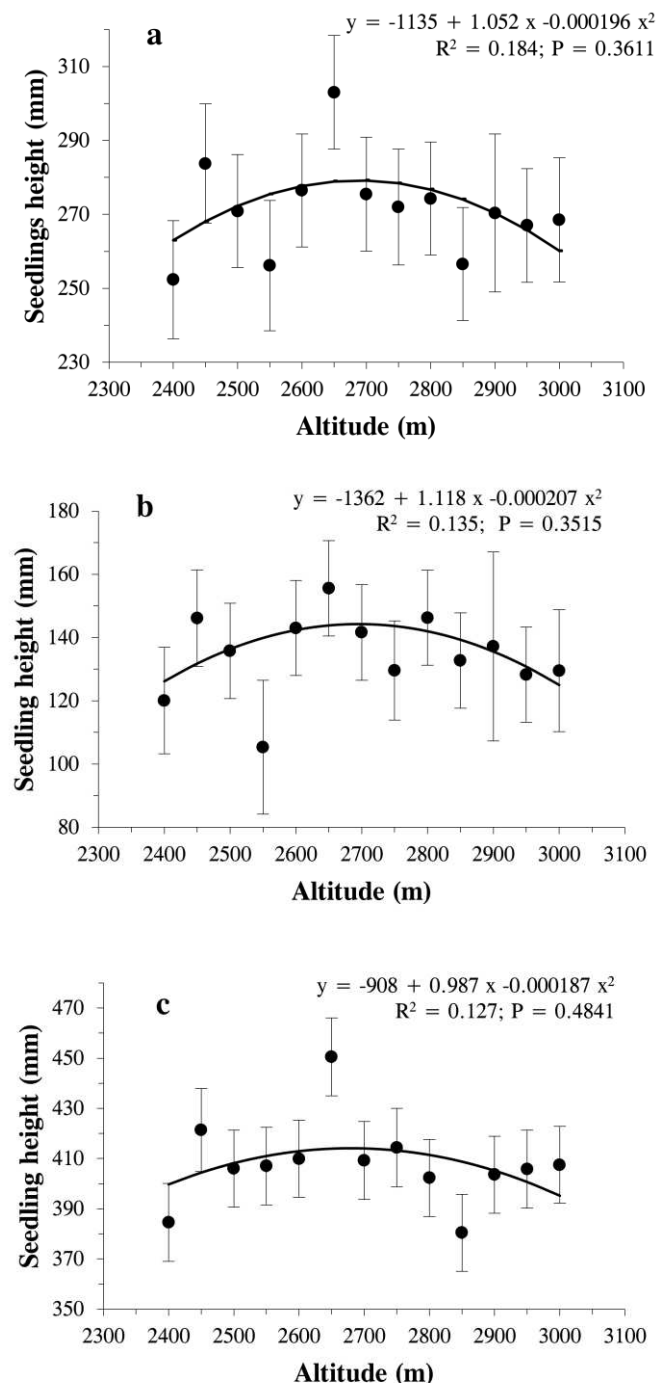 a
y = -1135 + 1.052 x -0.000196 x²
R² = 0.184; P = 0.3611
Seedlings height (mm)
310
290
270
250
230
2300 2400 2500 2600 2700 2800 2900 3000 3100
Altitude (m)
b
y = -1362 + 1.118 x -0.000207 x²
R² = 0.135; P = 0.3515
Seedling height (mm)
180
160
140
120
100
80
2300 2400 2500 2600 2700 2800 2900 3000 3100
Altitude (m)
c
y = -908 + 0.987 x -0.000187 x²
R² = 0.127; P = 0.4841
Seedling height (mm)
470
450
430
410
390
370
350
2300 2400 2500 2600 2700 2800 2900 3000 3100
Altitude (m)